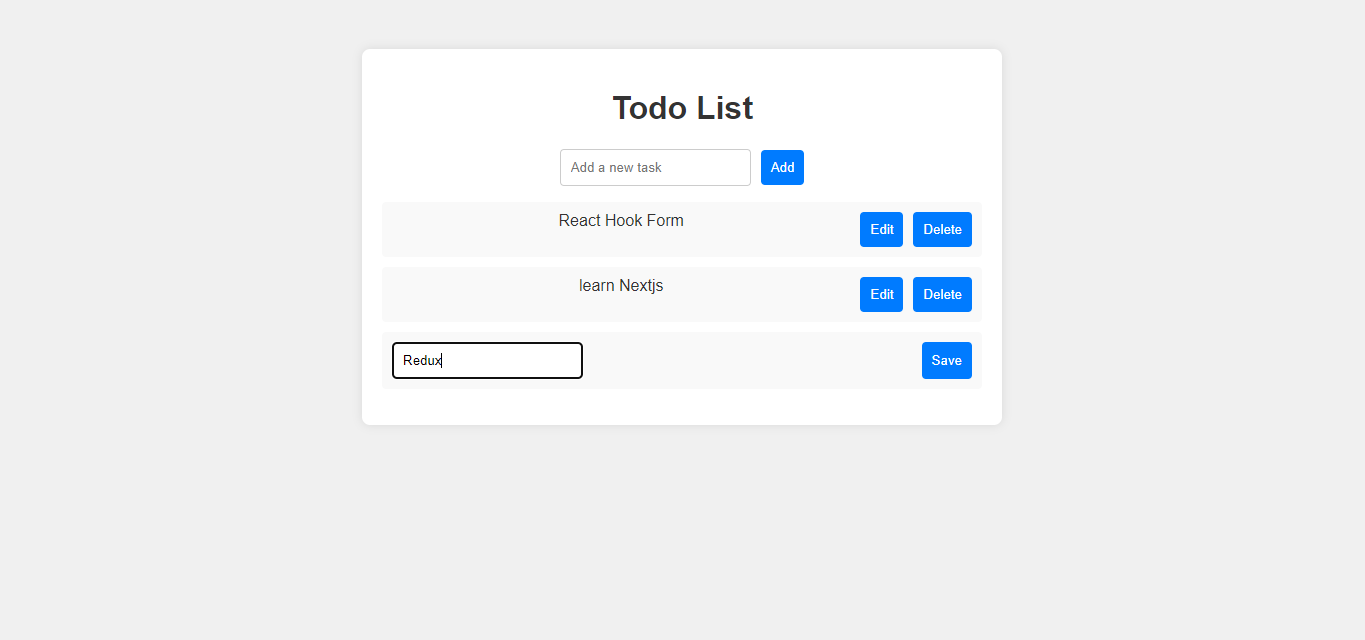 Todo List
Add a new task Add
React Hook Form Edit Delete
learn Nextjs Edit Delete
Redux Save